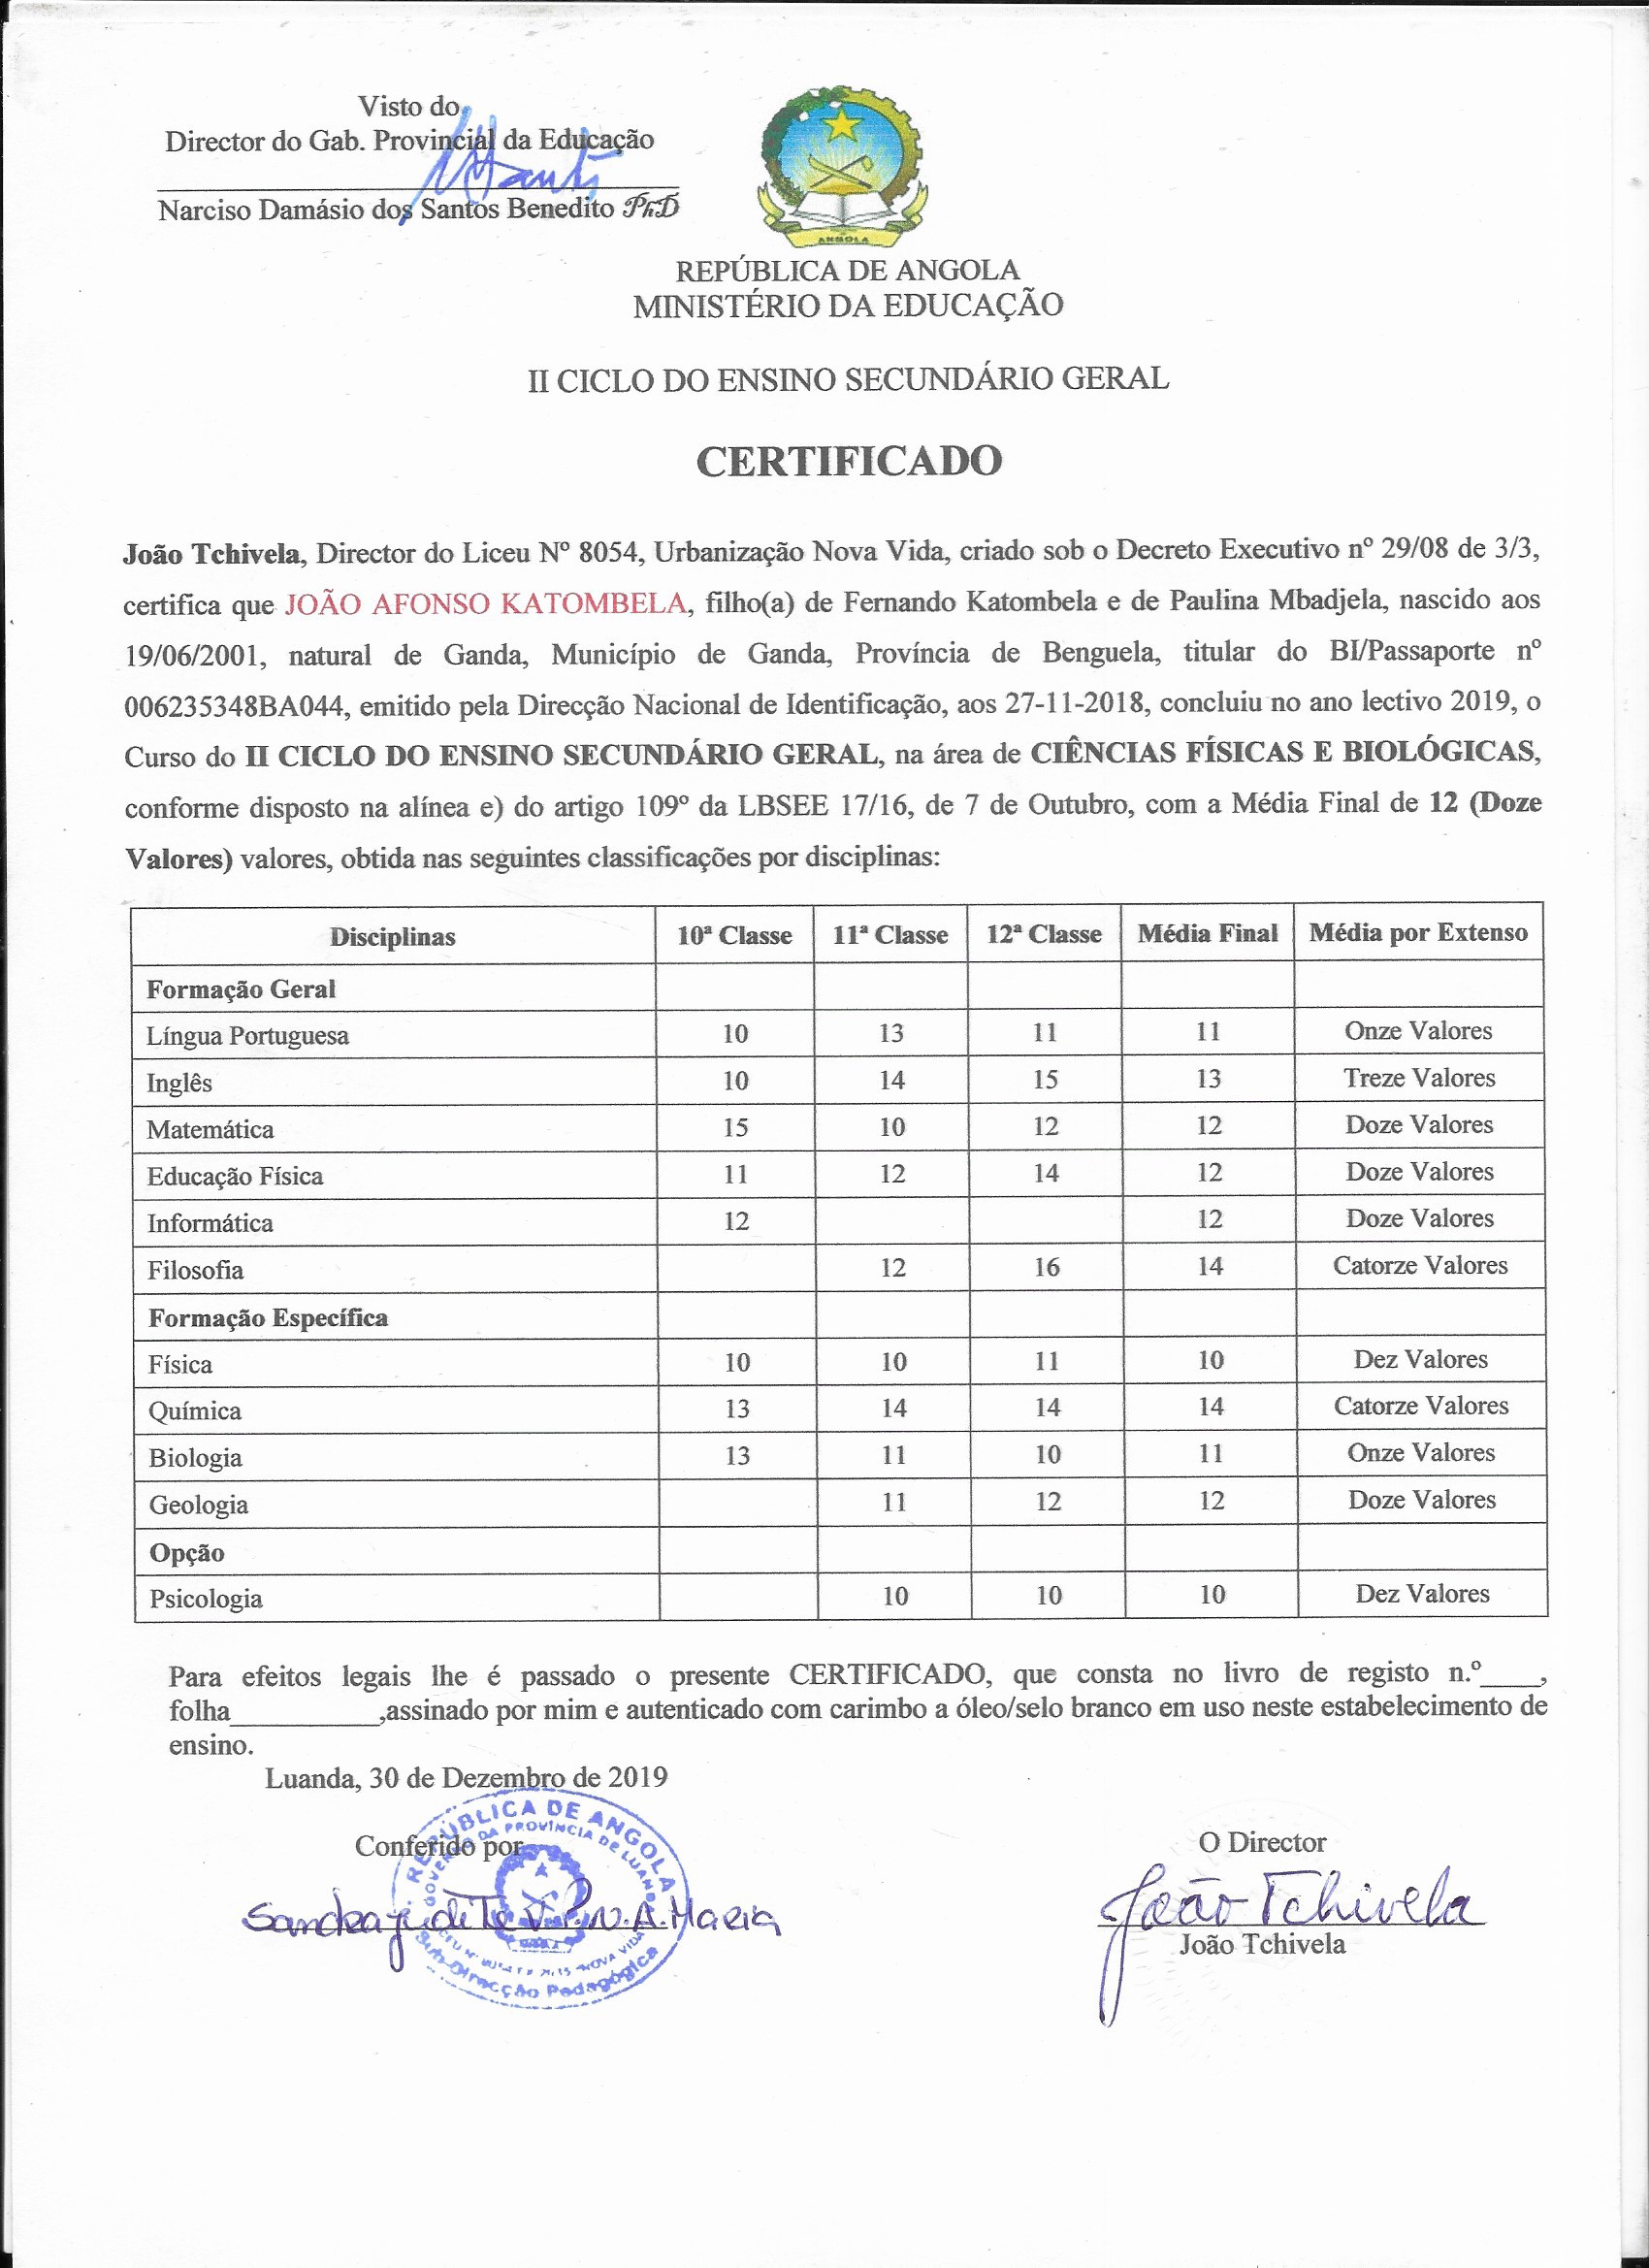 Visto do
Director do Gab. Provincial da Educação
Narciso Damásio dos Santos Benedito PhD
ANGOLA
REPÚBLICA DE ANGOLA
MINISTÉRIO DA EDUCAÇÃO
II CICLO DO ENSINO SECUNDÁRIO GERAL
CERTIFICADO
João Tchivela, Director do Liceu Nº 8054, Urbanização Nova Vida, criado sob o Decreto Executivo nº 29/08 de 3/3,
certifica que JOÃO AFONSO KATOMBELA, filho(a) de Fernando Katombela e de Paulina Mbadjela, nascido aos
19/06/2001, natural de Ganda, Município de Ganda, Província de Benguela, titular do BI/Passaporte nº
006235348BA044, emitido pela Direcção Nacional de Identificação, aos 27-11-2018, concluiu no ano lectivo 2019, o
Curso do II CICLO DO ENSINO SECUNDÁRIO GERAL, na área de CIÊNCIAS FÍSICAS E BIOLÓGICAS,
conforme disposto na alínea e) do artigo 109º da LBSEE 17/16, de 7 de Outubro, com a Média Final de 12 (Doze
Valores) valores, obtida nas seguintes classificações por disciplinas:
Disciplinas 10ª Classe 11ª Classe 12ª Classe Média Final Média por Extenso
Formação Geral
Língua Portuguesa 10 13 11 11 Onze Valores
Inglês 10 14 15 13 Treze Valores
Matemática 15 10 12 12 Doze Valores
Educação Física 11 12 14 12 Doze Valores
Informática 12 12 Doze Valores
Filosofia 12 16 14 Catorze Valores
Formação Específica
Física 10 10 11 10 Dez Valores
Química 13 14 14 14 Catorze Valores
Biologia 13 11 10 11 Onze Valores
Geologia 11 12 12 Doze Valores
Opção
Psicologia 10 10 10 Dez Valores
Para efeitos legais lhe é passado o presente CERTIFICADO, que consta no livro de registo n.º____,
folha__________,assinado por mim e autenticado com carimbo a óleo/selo branco em uso neste estabelecimento de
ensino.
Luanda, 30 de Dezembro de 2019
Conferido por
REPÚBLICA DE ANGOLA
GOVERNO DA PROVÍNCIA DE LUANDA
NOVA VIDA
Sub-Direcção Pedagógica
Sandra Judite V.P.N.A. Maria
O Director
João Tchivela
João Tchivela